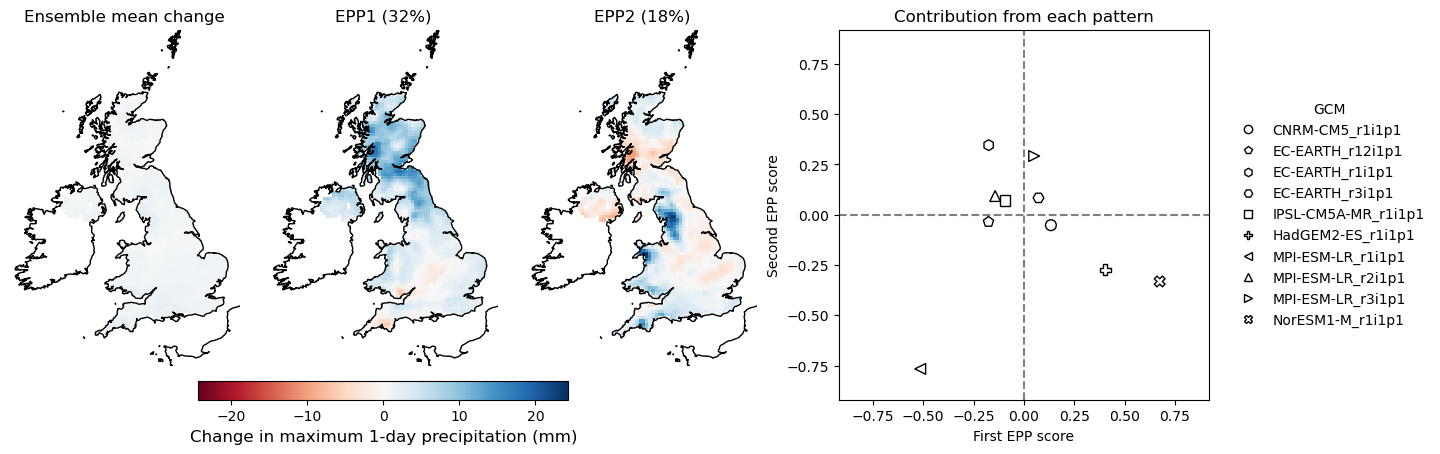 Ensemble mean change
EPP1 (32%)
EPP2 (18%)
−20 −10 0 10 20
Change in maximum 1-day precipitation (mm)
Contribution from each pattern
0.75
0.50
0.25
0.00
−0.25
−0.50
−0.75
Second EPP score
−0.75 −0.50 −0.25 0.00 0.25 0.50 0.75
First EPP score
GCM
CNRM-CM5_r1i1p1
EC-EARTH_r12i1p1
EC-EARTH_r1i1p1
EC-EARTH_r3i1p1
IPSL-CM5A-MR_r1i1p1
HadGEM2-ES_r1i1p1
MPI-ESM-LR_r1i1p1
MPI-ESM-LR_r2i1p1
MPI-ESM-LR_r3i1p1
NorESM1-M_r1i1p1